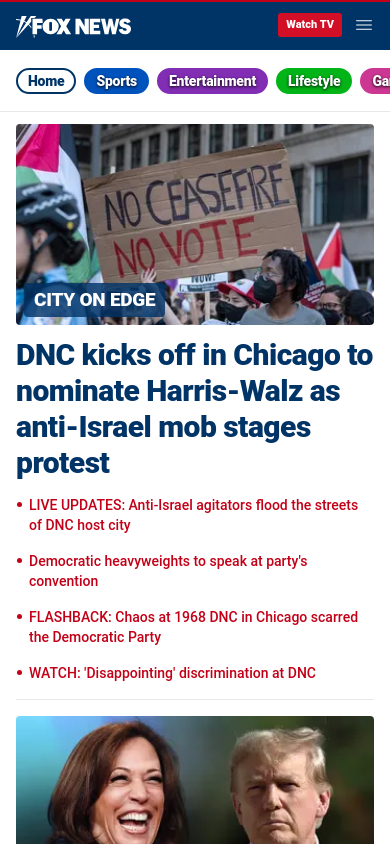 FOX NEWS
Watch TV
Home
Sports
Entertainment
Lifestyle
NO CEASEFIRE
NO VOTE
NOW!
CITY ON EDGE
DNC kicks off in Chicago to
nominate Harris-Walz as
anti-Israel mob stages
protest
• LIVE UPDATES: Anti-Israel agitators flood the streets
of DNC host city
• Democratic heavyweights to speak at party's
convention
• FLASHBACK: Chaos at 1968 DNC in Chicago scarred
the Democratic Party
• WATCH: 'Disappointing' discrimination at DNC